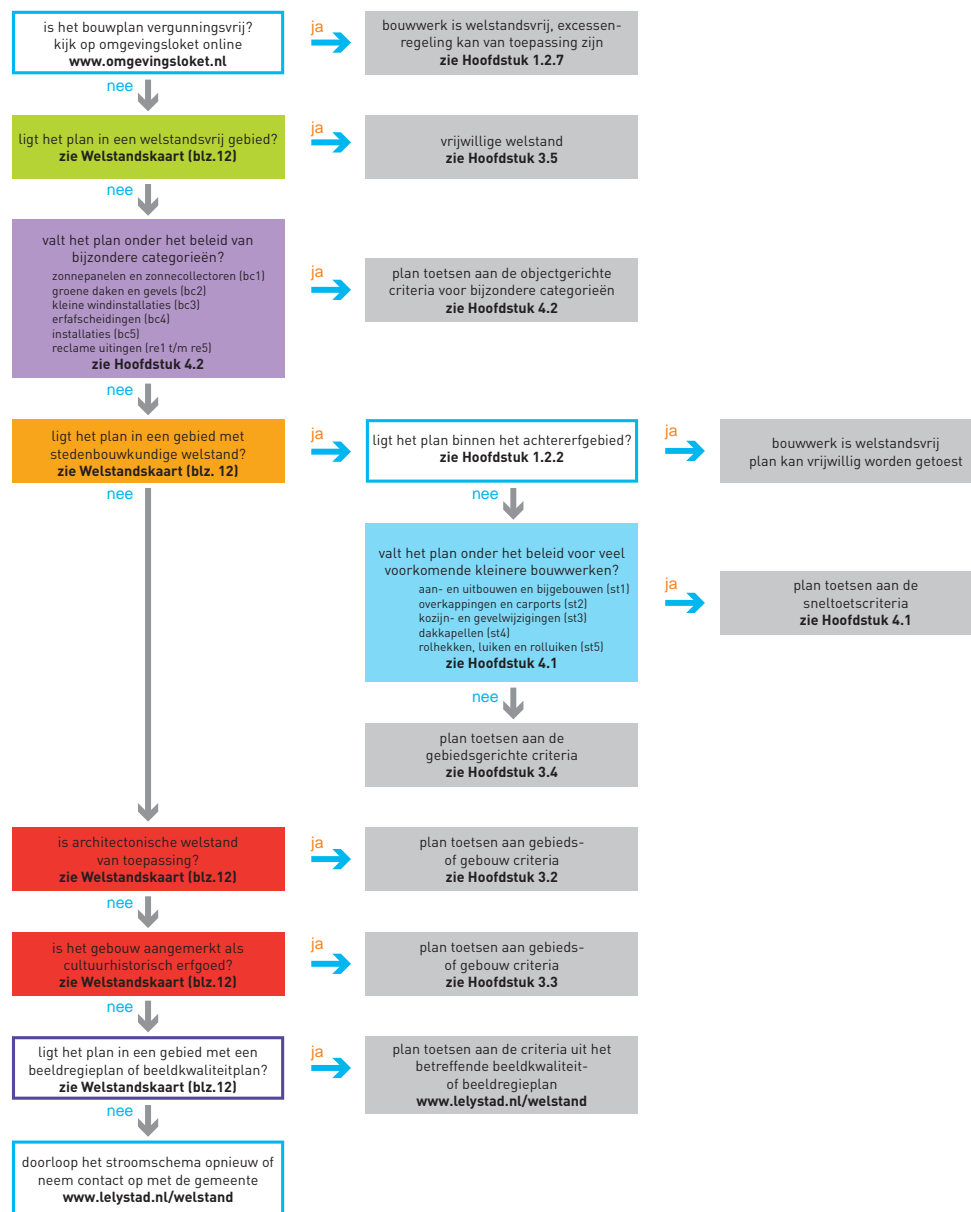 is het bouwplan vergunningsvrij?
kijk op omgevingsloket online
www.omgevingsloket.nl
ja
bouwwerk is welstandsvrij, excessen-
regeling kan van toepassing zijn
zie Hoofdstuk 1.2.7
nee
ligt het plan in een welstandsvrij gebied?
zie Welstandskaart (blz.12)
ja
vrijwillige welstand
zie Hoofdstuk 3.5
nee
valt het plan onder het beleid van
bijzondere categorieën?
zonnepanelen en zonnecollectoren (bc1)
groene daken en gevels (bc2)
kleine windinstallaties (bc3)
erfafscheidingen (bc4)
installaties (bc5)
reclame uitingen (re1 t/m re5)
zie Hoofdstuk 4.2
ja
plan toetsen aan de objectgerichte
criteria voor bijzondere categorieën
zie Hoofdstuk 4.2
nee
ligt het plan in een gebied met
stedenbouwkundige welstand?
zie Welstandskaart (blz. 12)
ja
ligt het plan binnen het achtererfgebied?
zie Hoofdstuk 1.2.2
ja
bouwwerk is welstandsvrij
plan kan vrijwillig worden getoest
nee
nee
valt het plan onder het beleid voor veel
voorkomende kleinere bouwwerken?
aan- en uitbouwen en bijgebouwen (st1)
overkappingen en carports (st2)
kozijn- en gevelwijzigingen (st3)
dakkapellen (st4)
rolhekken, luiken en rolluiken (st5)
zie Hoofdstuk 4.1
ja
plan toetsen aan de
sneltoetscriteria
zie Hoofdstuk 4.1
nee
plan toetsen aan de
gebiedsgerichte criteria
zie Hoofdstuk 3.4
is architectonische welstand
van toepassing?
zie Welstandskaart (blz.12)
ja
plan toetsen aan gebieds-
of gebouw criteria
zie Hoofdstuk 3.2
nee
is het gebouw aangemerkt als
cultuurhistorisch erfgoed?
zie Welstandskaart (blz.12)
ja
plan toetsen aan gebieds-
of gebouw criteria
zie Hoofdstuk 3.3
nee
ligt het plan in een gebied met een
beeldregieplan of beeldkwaliteitplan?
zie Welstandskaart (blz.12)
ja
plan toetsen aan de criteria uit het
betreffende beeldkwaliteit-
of beeldregieplan
www.lelystad.nl/welstand
nee
doorloop het stroomschema opnieuw of
neem contact op met de gemeente
www.lelystad.nl/welstand